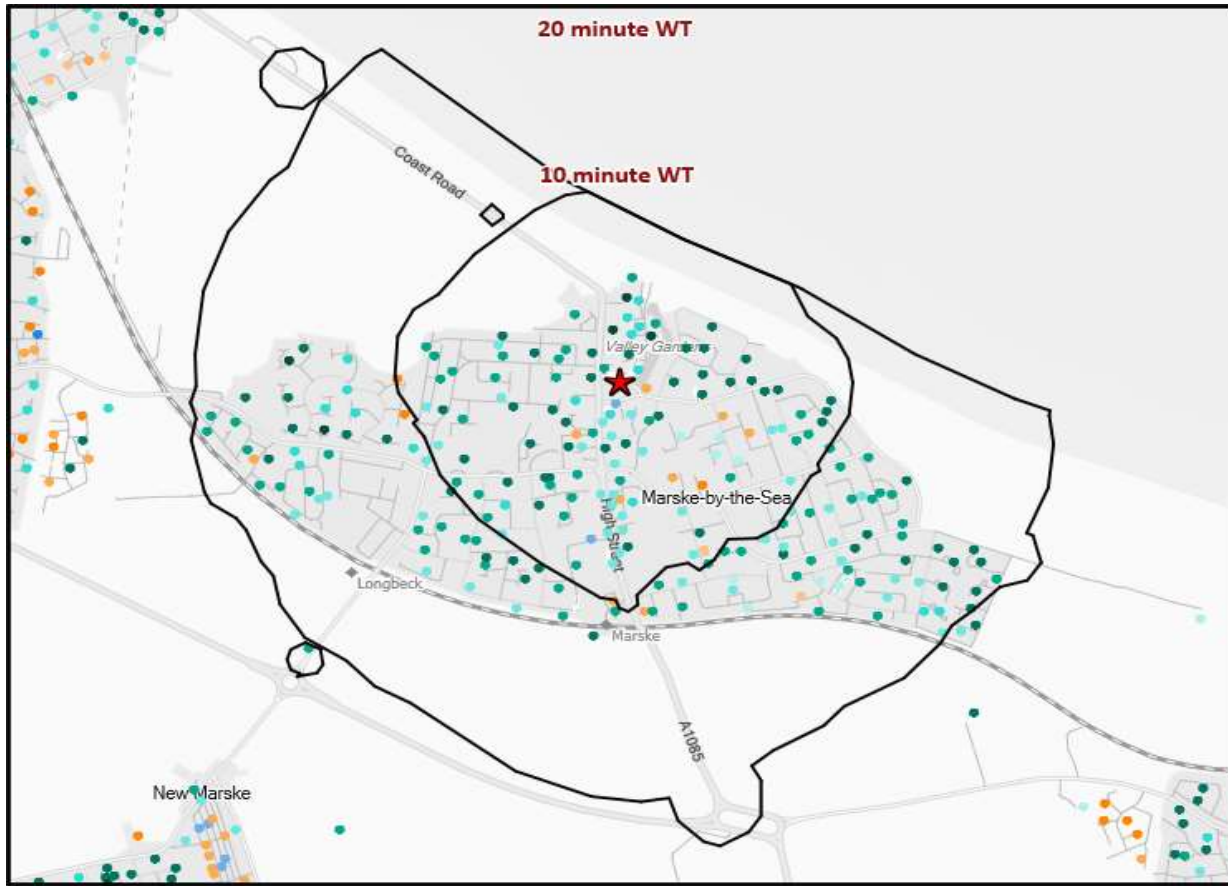 20 minute WT
10 minute WT
Coast Road
Valley Gardens
Marske-by-the-Sea
High Street
Longbeck
Marske
A1085
New Marske